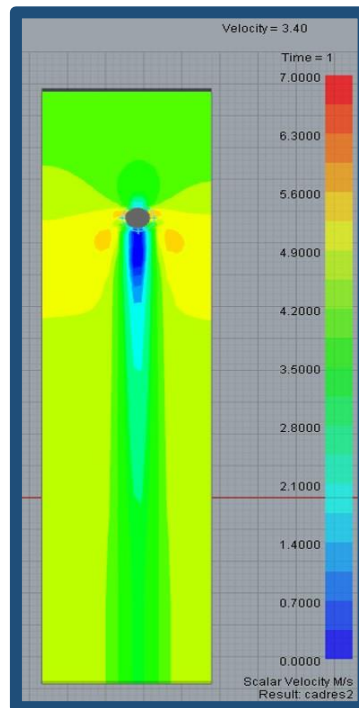 Velocity = 3.40
Time = 1
7.0000
6.3000
5.6000
4.9000
4.2000
3.5000
2.8000
2.1000
1.4000
0.7000
0.0000
Scalar Velocity M/s
Result: cadres2